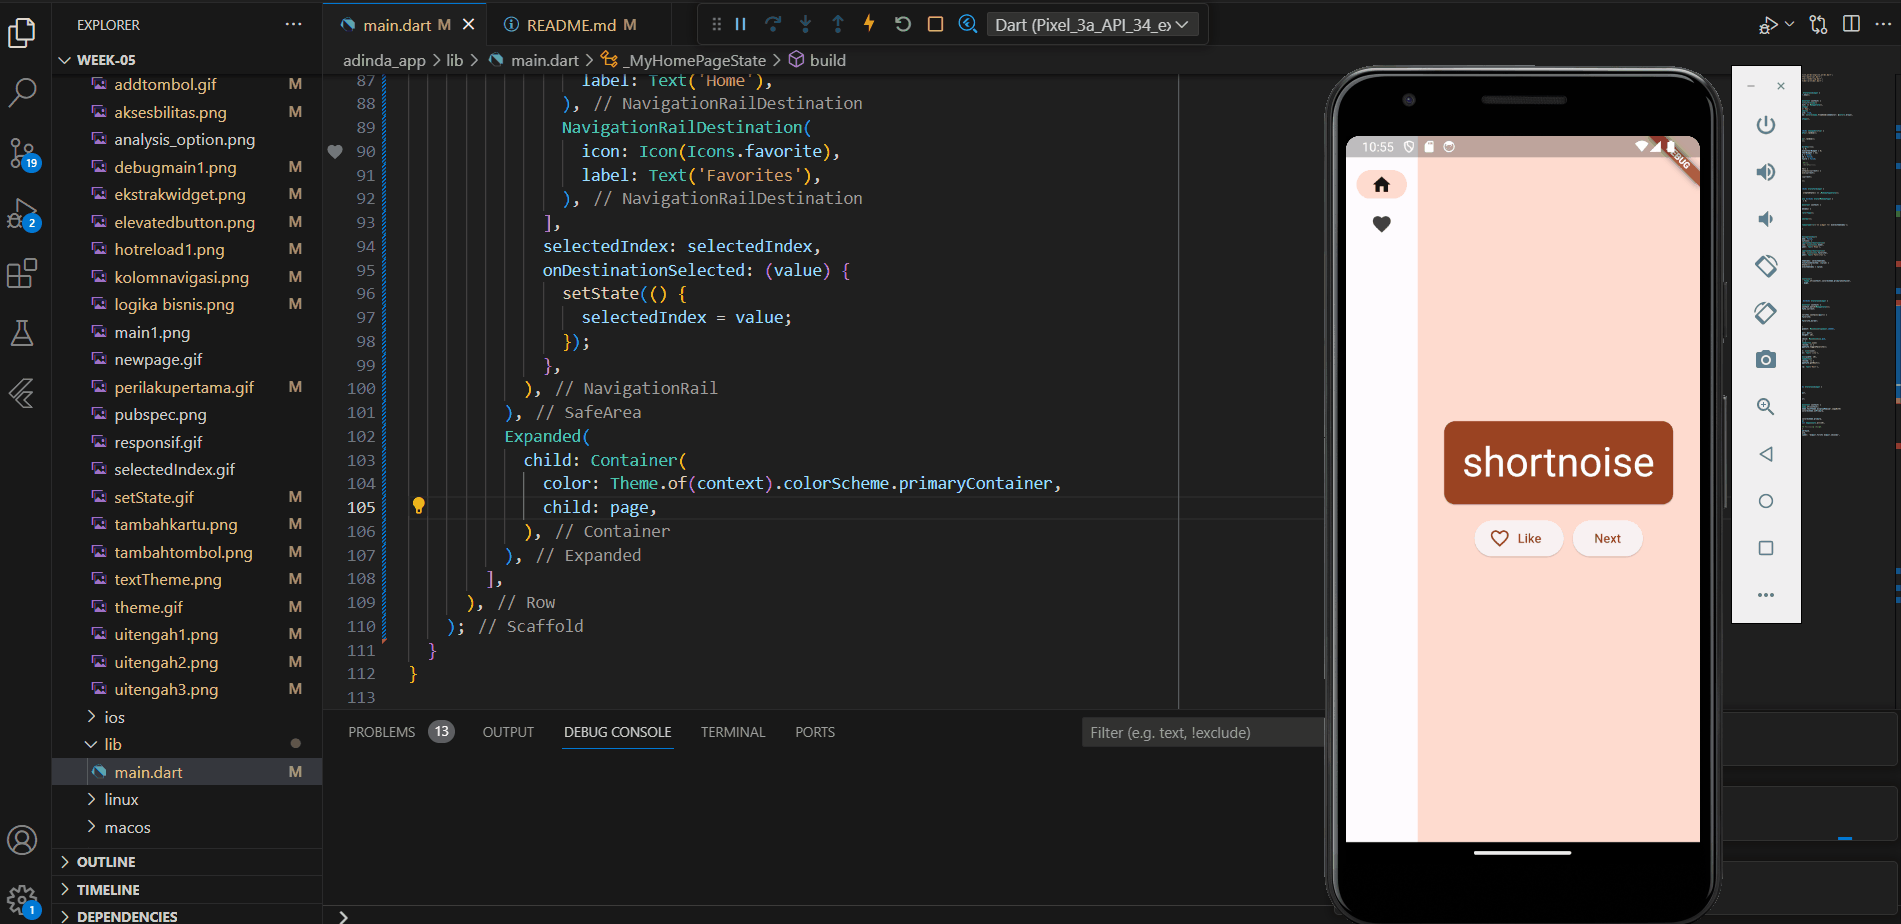 EXPLORER
main.dart M
README.md M
Dart (Pixel_3a_API_34_ex
WEEK-05
adinda_app > lib > main.dart > _MyHomePageState > build
addtombol.gif M
aksesbilitas.png M
analysis_option.png
debugmain1.png M
ekstrakwidget.png M
elevatedbutton.png M
hotreload1.png M
kolomnavigasi.png M
logika bisnis.png M
main1.png
newpage.gif
perilakupertama.gif M
pubspec.png
responsif.gif
selectedIndex.gif
setState.gif M
tambahkartu.png M
tambahtombol.png M
textTheme.png M
theme.gif M
uitengah1.png M
uitengah2.png M
uitengah3.png M
ios
lib
main.dart M
linux
macos
OUTLINE
TIMELINE
DEPENDENCIES
19
2
1
87 label: Text('Home'),
88 ), // NavigationRailDestination
89 NavigationRailDestination(
90 icon: Icon(Icons.favorite),
91 label: Text('Favorites'),
92 ), // NavigationRailDestination
93 ],
94 selectedIndex: selectedIndex,
95 onDestinationSelected: (value) {
96 setState(() {
97 selectedIndex = value;
98 });
99 },
100 ), // NavigationRail
101 ), // SafeArea
102 Expanded(
103 child: Container(
104 color: Theme.of(context).colorScheme.primaryContainer,
105 child: page,
106 ), // Container
107 ), // Expanded
108 ],
109 ), // Row
110 ); // Scaffold
111 }
112 }
113
PROBLEMS 13 OUTPUT DEBUG CONSOLE TERMINAL PORTS
Filter (e.g. text, !exclude)
10:55
shortnoise
Like
Next